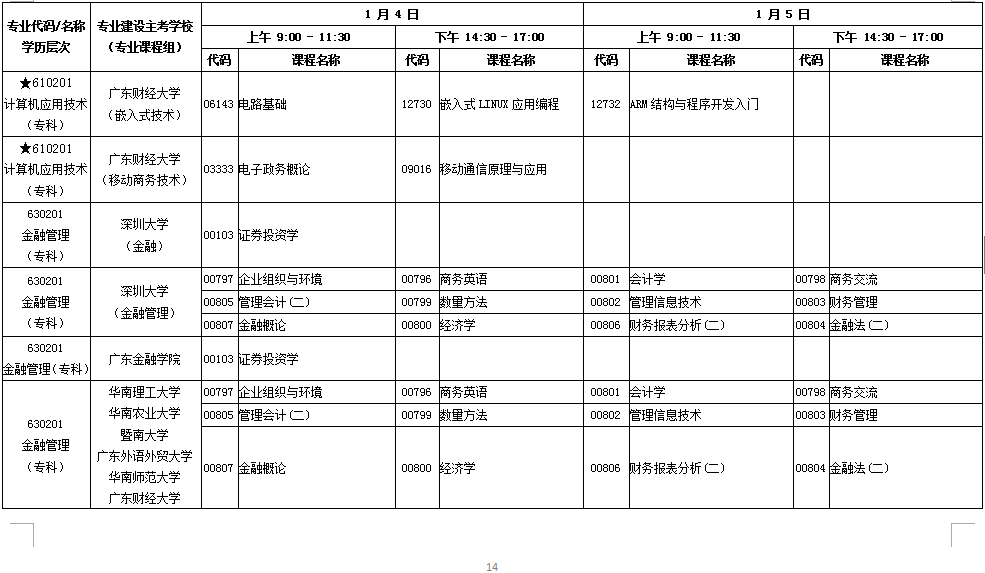 专业代码/名称 专业建设主考学校 1 月 4 日 1 月 5 日
学历层次 （专业课程组） 上午 9:00 - 11:30 下午 14:30 - 17:00 上午 9:00 - 11:30 下午 14:30 - 17:00
代码 课程名称 代码 课程名称 代码 课程名称 代码 课程名称
★610201
计算机应用技术
（专科）
广东财经大学
（嵌入式技术）
06143 电路基础 12730 嵌入式 LINUX 应用编程 12732 ARM 结构与程序开发入门
★610201
计算机应用技术
（专科）
广东财经大学
（移动商务技术）
03333 电子政务概论 09016 移动通信原理与应用
630201
金融管理
（专科）
深圳大学
（金融）
00103 证券投资学
630201
金融管理
（专科）
深圳大学
（金融管理）
00797 企业组织与环境 00796 商务英语 00801 会计学 00798 商务交流
00805 管理会计(二) 00799 数量方法 00802 管理信息技术 00803 财务管理
00807 金融概论 00800 经济学 00806 财务报表分析(二) 00804 金融法(二)
630201
金融管理(专科)
广东金融学院
00103 证券投资学
630201
金融管理
（专科）
华南理工大学
华南农业大学
暨南大学
广东外语外贸大学
华南师范大学
广东财经大学
00797 企业组织与环境 00796 商务英语 00801 会计学 00798 商务交流
00805 管理会计(二) 00799 数量方法 00802 管理信息技术 00803 财务管理
00807 金融概论 00800 经济学 00806 财务报表分析(二) 00804 金融法(二)
14